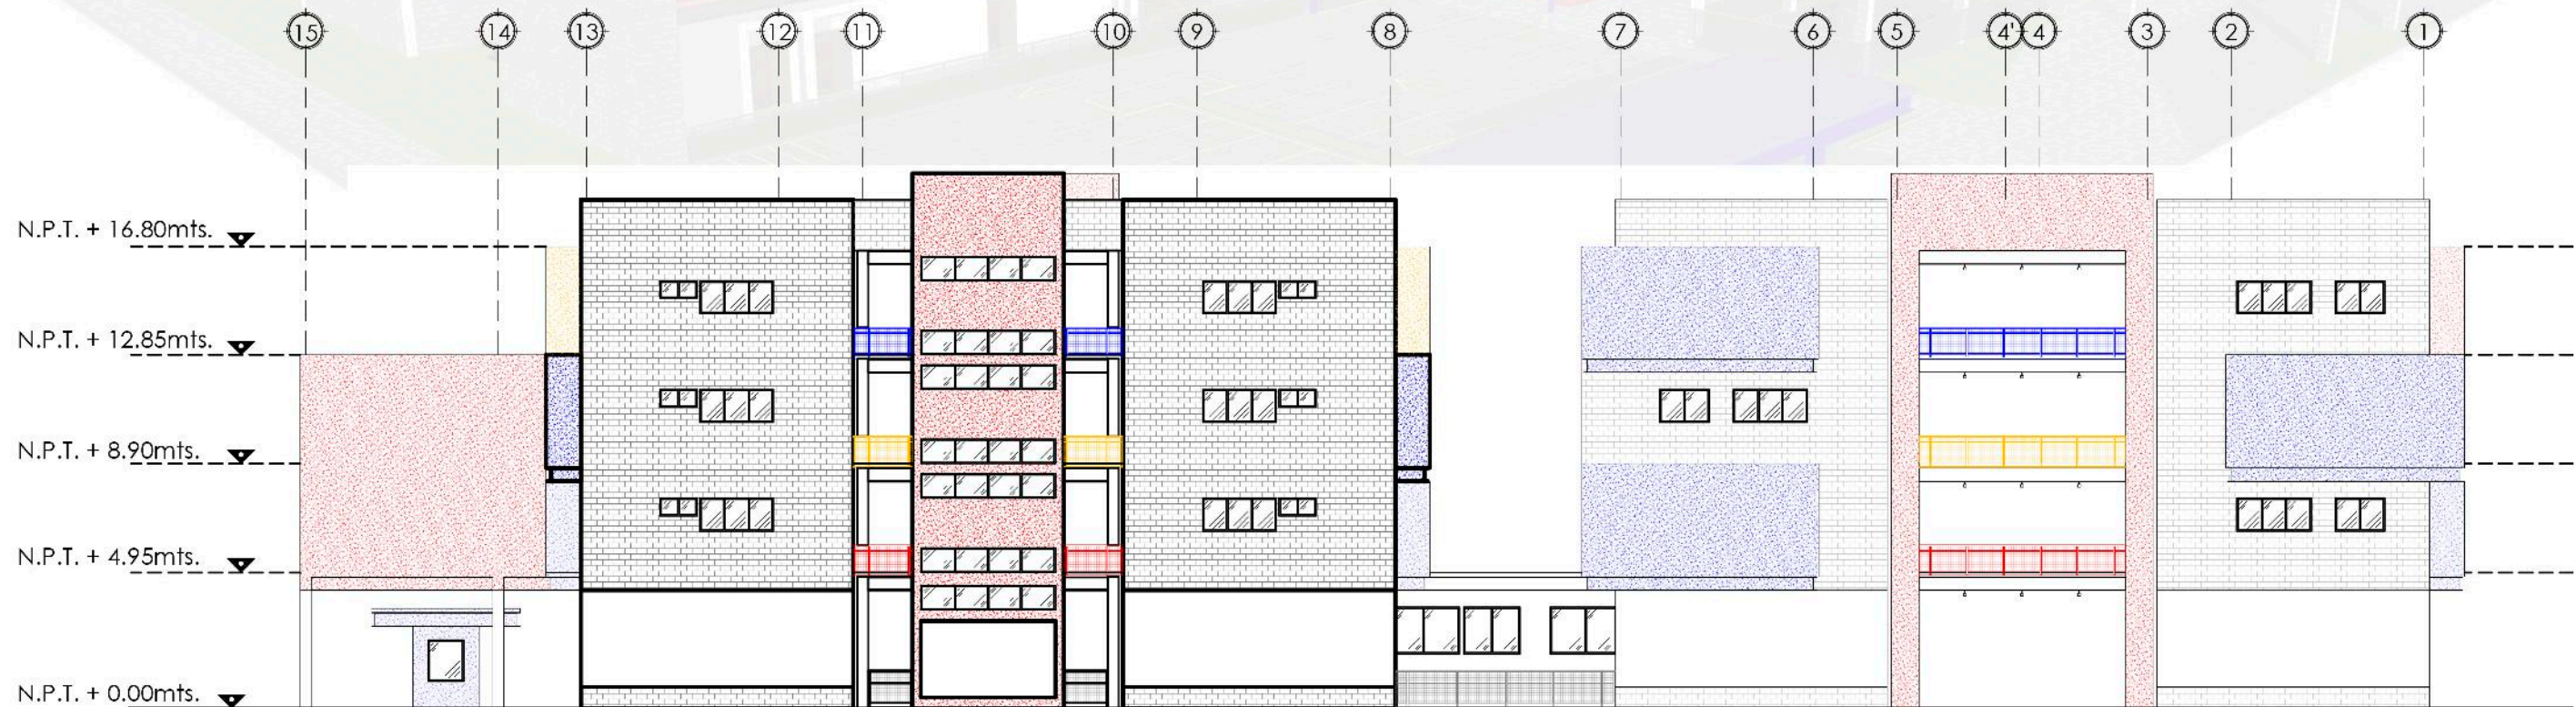 15 14 13 12 11 10 9 8 7 6 5 4' 4 3 2 1
N.P.T. + 16.80mts.
N.P.T. + 12.85mts.
N.P.T. + 8.90mts.
N.P.T. + 4.95mts.
N.P.T. + 0.00mts.